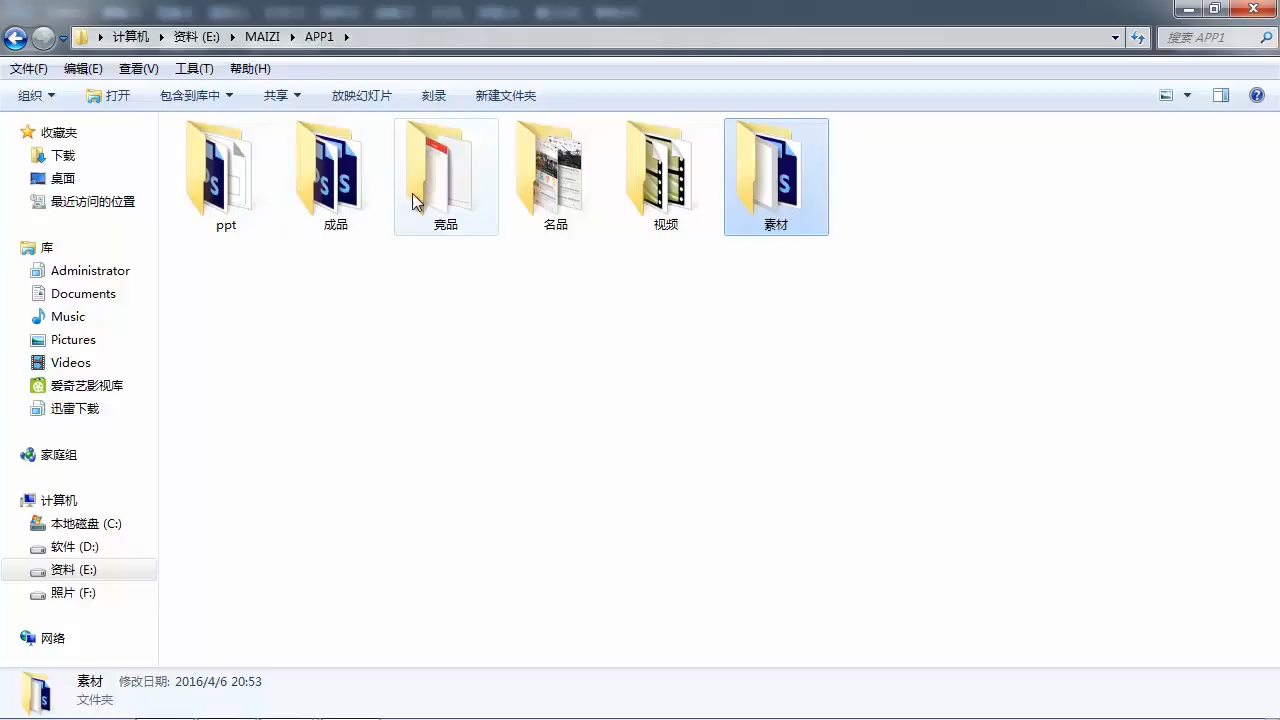 计算机 资料 (E:) MAIZI APP1 搜索 APP1
文件(F) 编辑(E) 查看(V) 工具(T) 帮助(H)
组织 打开 包含到库中 共享 放映幻灯片 刻录 新建文件夹
收藏夹
下载
桌面
最近访问的位置
库
Administrator
Documents
Music
Pictures
Videos
爱奇艺影视库
迅雷下载
家庭组
计算机
本地磁盘 (C:)
软件 (D:)
资料 (E:)
照片 (F:)
网络
ppt 成品 竞品 名品 视频 素材
素材 修改日期: 2016/4/6 20:53
文件夹